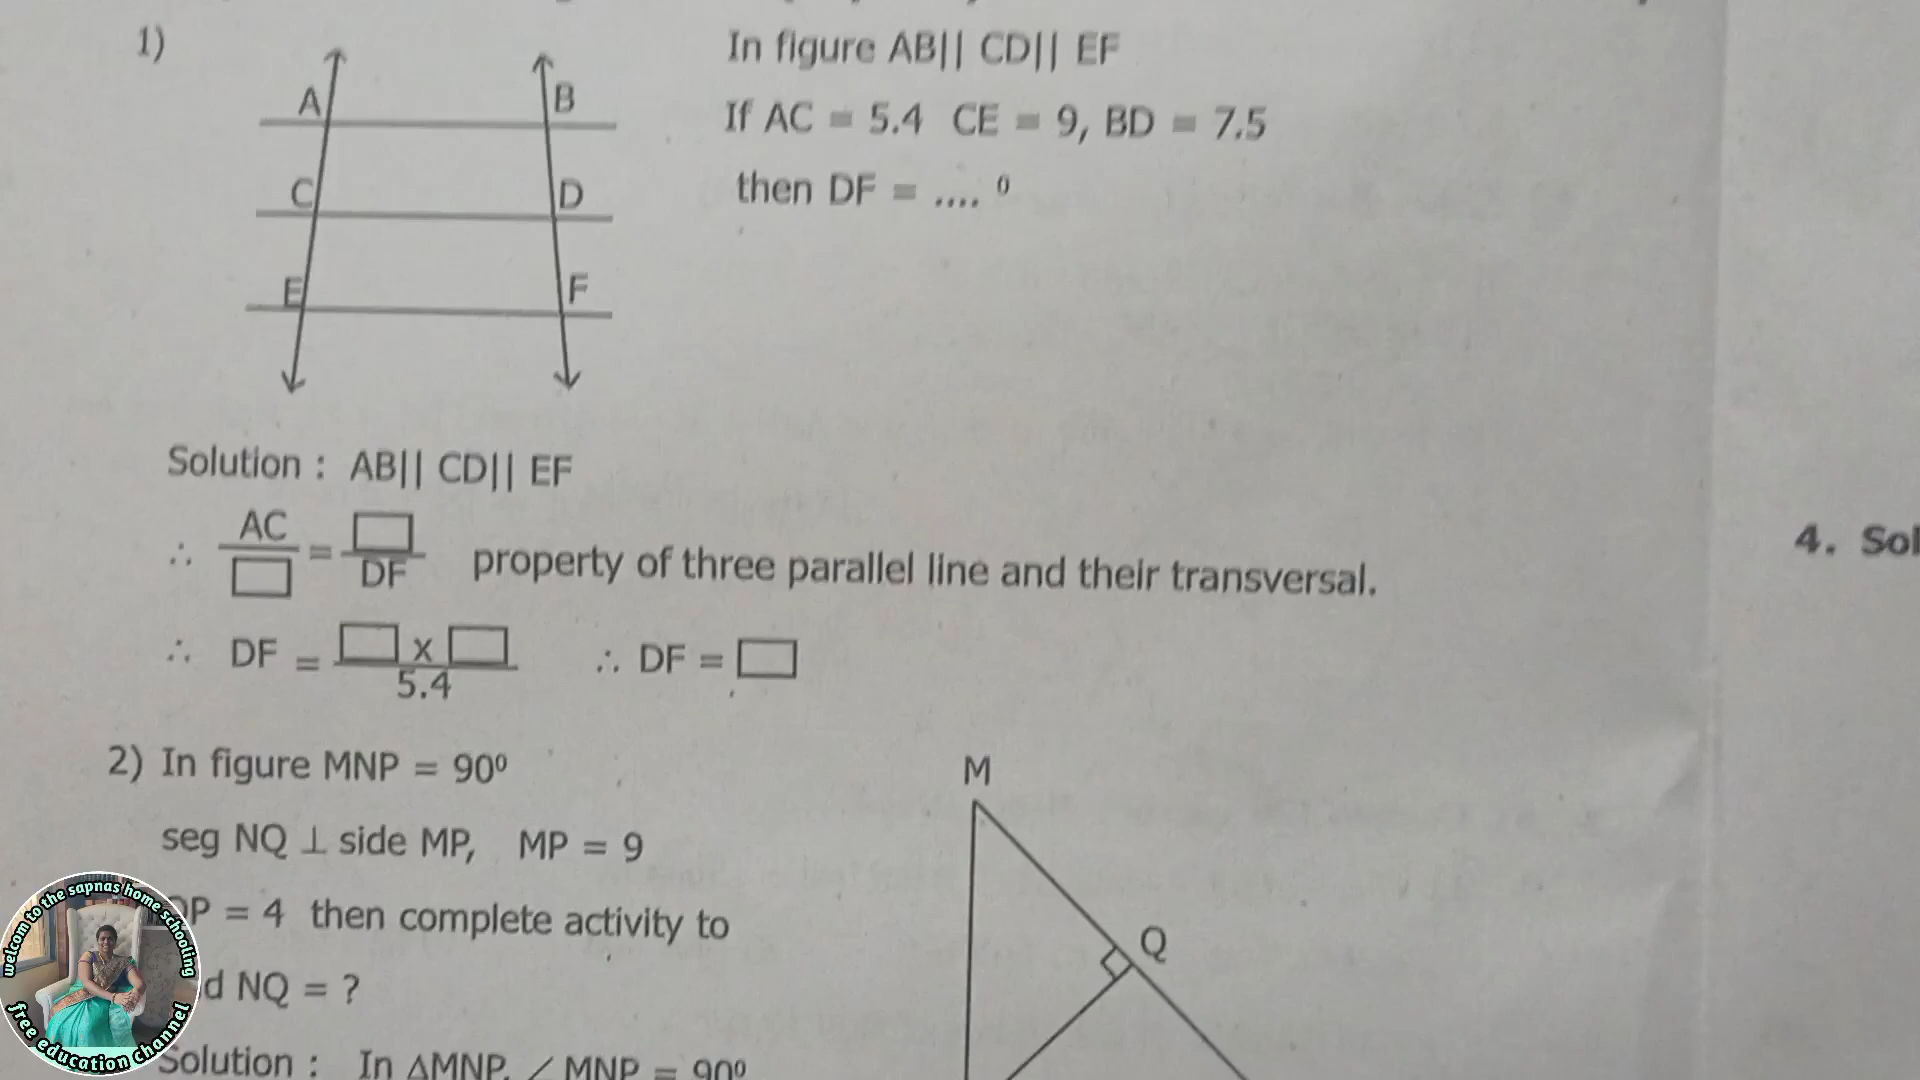 1)
A
B
C
D
E
F
In figure AB|| CD|| EF
If AC = 5.4 CE = 9, BD = 7.5
then DF = .... ⁰
Solution : AB|| CD|| EF
∴ AC/□ = □/DF property of three parallel line and their transversal.
∴ DF = □ x □/5.4 ∴ DF = □
4. Sol
2) In figure MNP = 90⁰
seg NQ ⊥ side MP, MP = 9
QP = 4 then complete activity to
d NQ = ?
Solution : In ΔMNP, ∠ MNP = 90⁰
M
Q
welcom to the sapnas home schooling
free education channel